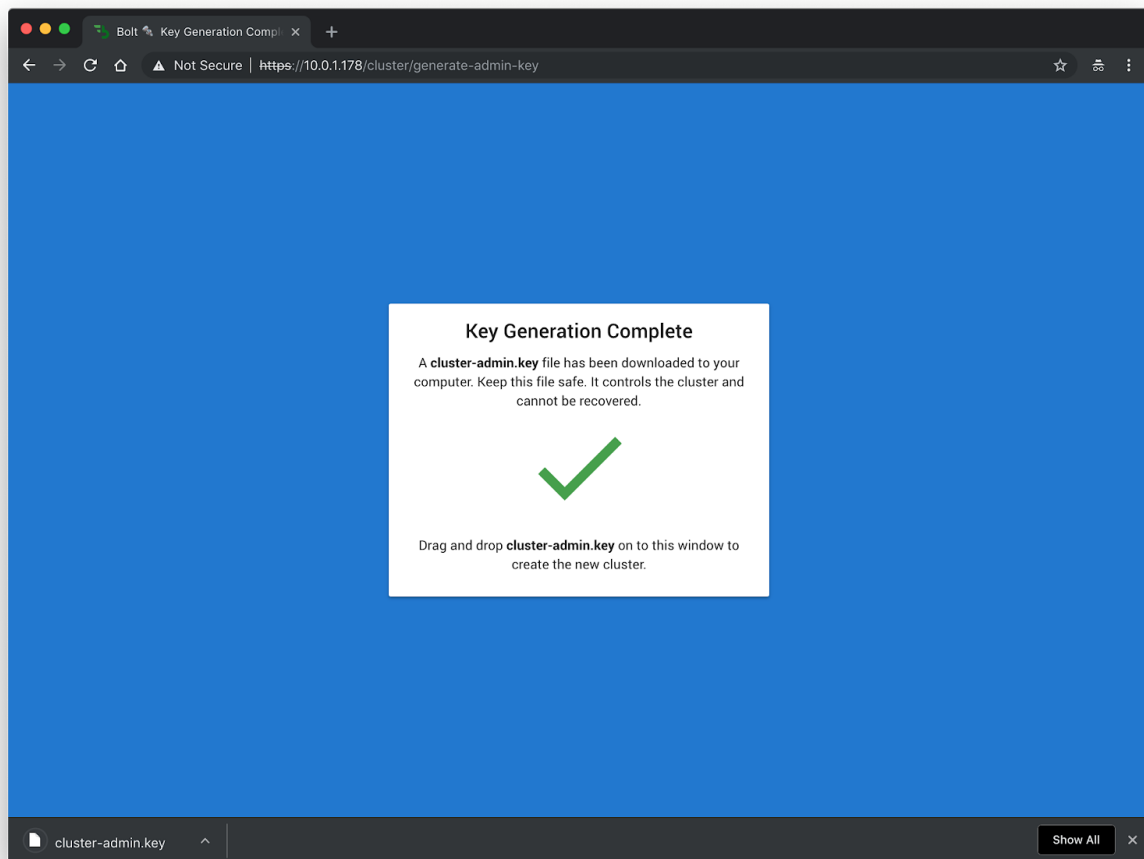 Bolt 🔩 Key Generation Compl
Not Secure | https://10.0.1.178/cluster/generate-admin-key
Key Generation Complete
A cluster-admin.key file has been downloaded to your
computer. Keep this file safe. It controls the cluster and
cannot be recovered.
Drag and drop cluster-admin.key on to this window to
create the new cluster.
cluster-admin.key
Show All